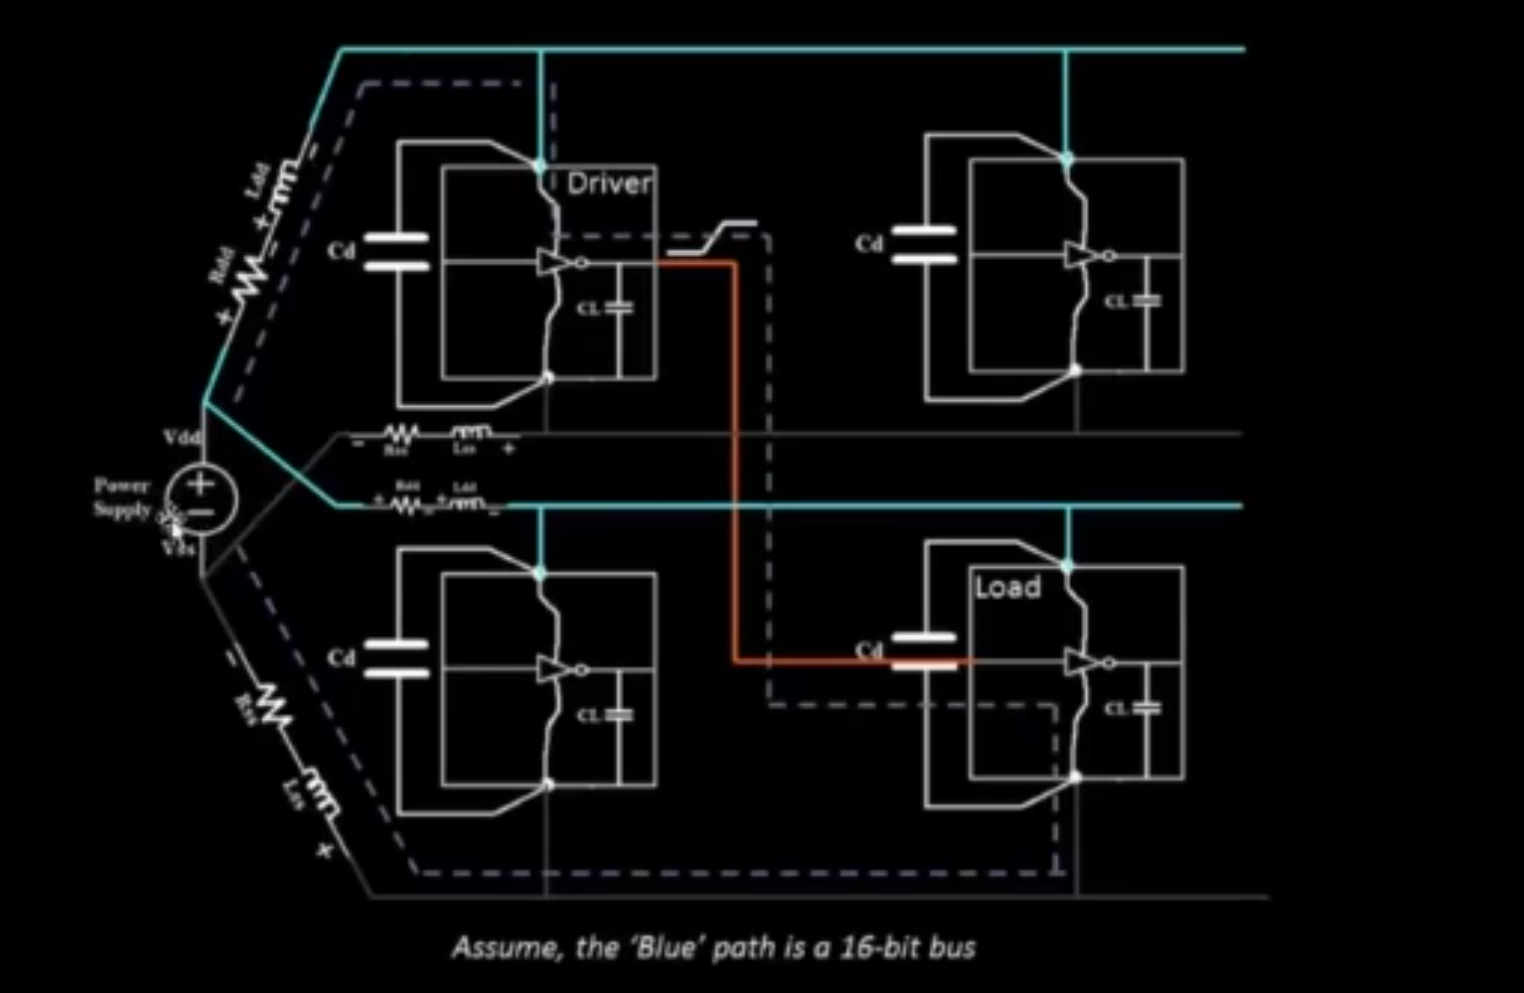 Ldd
+
Rdd
+
Driver
Cd
CL
Cd
CL
Vdd
Power
Supply
+
−
Vss
− Rss Lss +
Rdd Ldd
+ − + −
Load
Cd
CL
Cd
CL
−
Rss
Lss
+
Assume, the ‘Blue’ path is a 16-bit bus